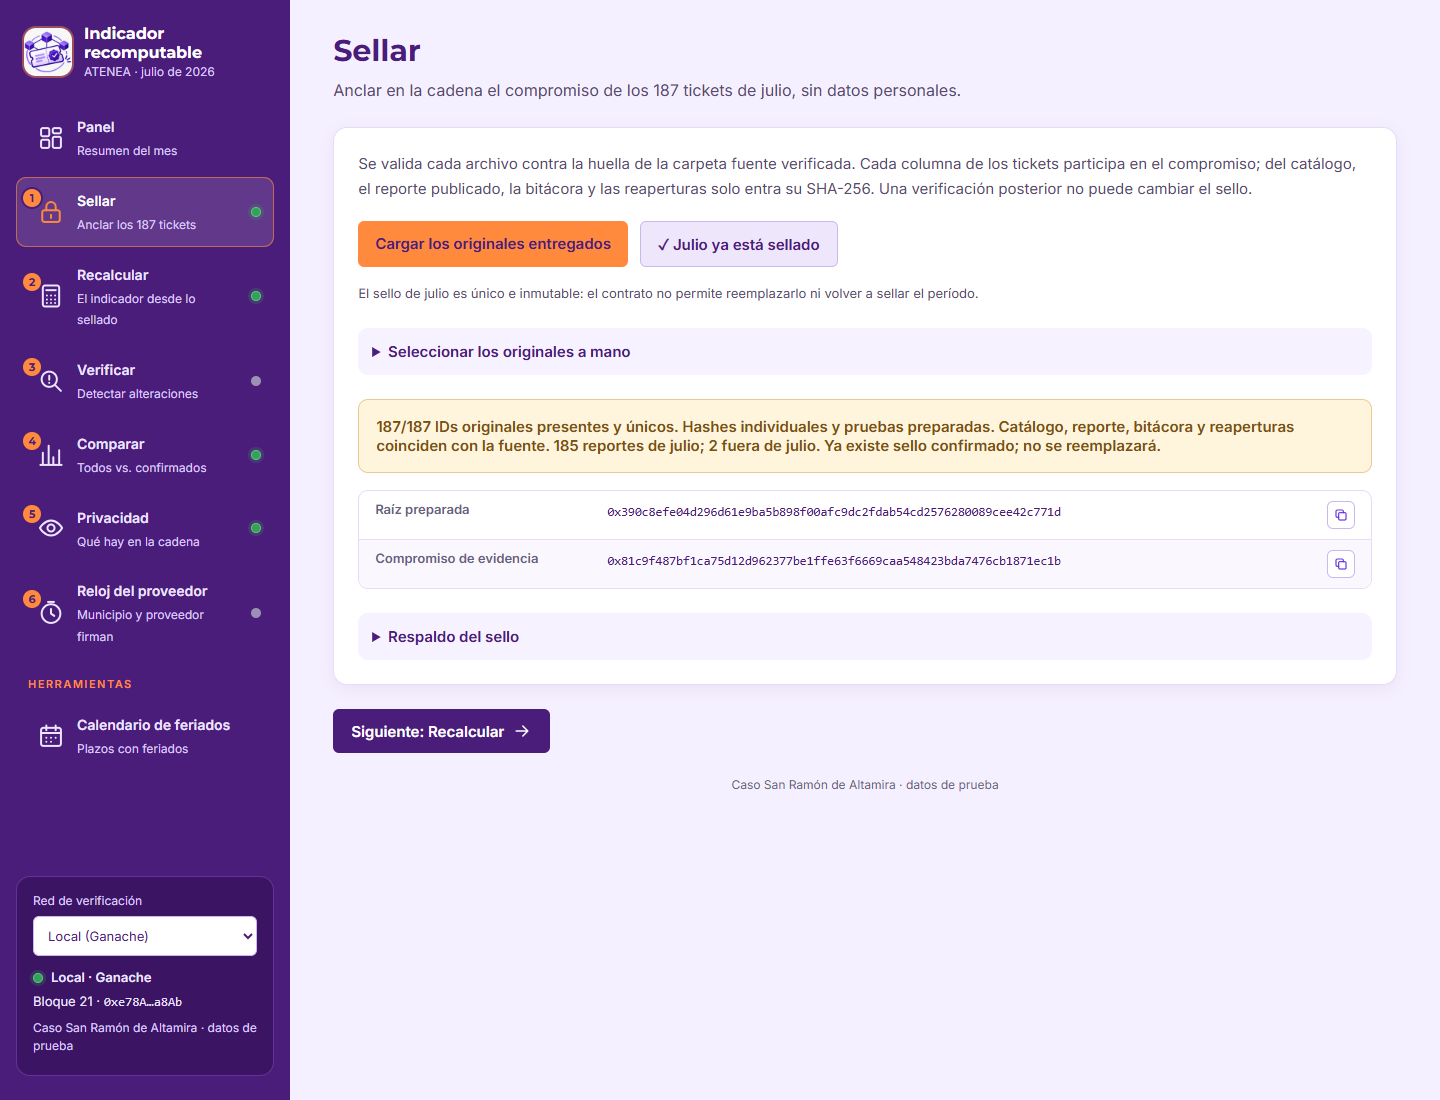 Indicador
recomputable
ATENEA · julio de 2026
Panel
Resumen del mes
1
Sellar
Anclar los 187 tickets
2
Recalcular
El indicador desde lo
sellado
3
Verificar
Detectar alteraciones
4
Comparar
Todos vs. confirmados
5
Privacidad
Qué hay en la cadena
6
Reloj del proveedor
Municipio y proveedor
firman
HERRAMIENTAS
Calendario de feriados
Plazos con feriados
Red de verificación
Local (Ganache)
Local · Ganache
Bloque 21 · 0xe78A…a8Ab
Caso San Ramón de Altamira · datos de
prueba
Sellar
Anclar en la cadena el compromiso de los 187 tickets de julio, sin datos personales.
Se valida cada archivo contra la huella de la carpeta fuente verificada. Cada columna de los tickets participa en el compromiso; del catálogo,
el reporte publicado, la bitácora y las reaperturas solo entra su SHA-256. Una verificación posterior no puede cambiar el sello.
Cargar los originales entregados
✓ Julio ya está sellado
El sello de julio es único e inmutable: el contrato no permite reemplazarlo ni volver a sellar el período.
▶ Seleccionar los originales a mano
187/187 IDs originales presentes y únicos. Hashes individuales y pruebas preparadas. Catálogo, reporte, bitácora y reaperturas
coinciden con la fuente. 185 reportes de julio; 2 fuera de julio. Ya existe sello confirmado; no se reemplazará.
Raíz preparada
0x390c8efe04d296d61e9ba5b898f00afc9dc2fdab54cd2576280089cee42c771d
Compromiso de evidencia
0x81c9f487bf1ca75d12d962377be1ffe63f6669caa548423bda7476cb1871ec1b
▶ Respaldo del sello
Siguiente: Recalcular →
Caso San Ramón de Altamira · datos de prueba